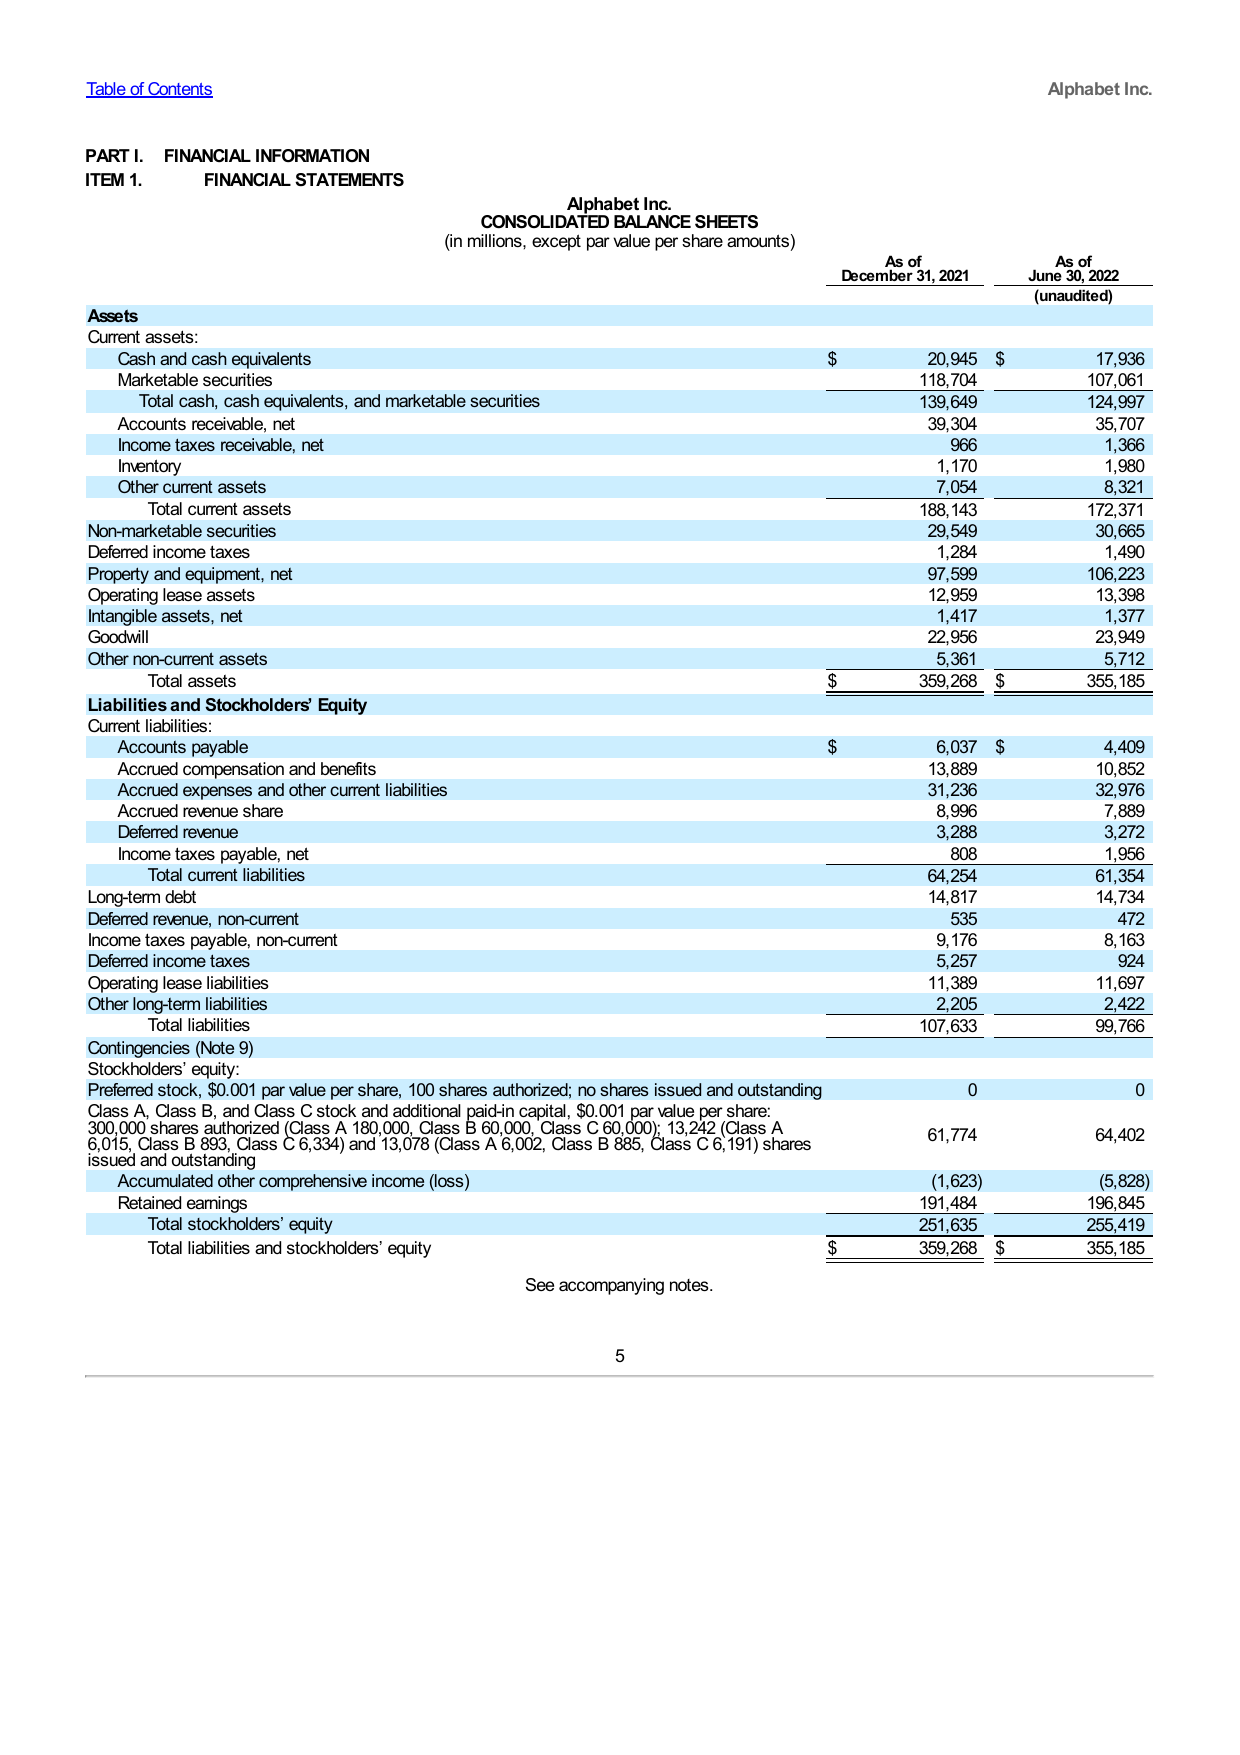 Table of Contents Alphabet Inc.
PART I. FINANCIAL INFORMATION
ITEM 1. FINANCIAL STATEMENTS
Alphabet Inc.
CONSOLIDATED BALANCE SHEETS
(in millions, except par value per share amounts)
As of As of
December 31, 2021 June 30, 2022
(unaudited)
Assets
Current assets:
Cash and cash equivalents $ 20,945 $ 17,936
Marketable securities 118,704 107,061
Total cash, cash equivalents, and marketable securities 139,649 124,997
Accounts receivable, net 39,304 35,707
Income taxes receivable, net 966 1,366
Inventory 1,170 1,980
Other current assets 7,054 8,321
Total current assets 188,143 172,371
Non-marketable securities 29,549 30,665
Deferred income taxes 1,284 1,490
Property and equipment, net 97,599 106,223
Operating lease assets 12,959 13,398
Intangible assets, net 1,417 1,377
Goodwill 22,956 23,949
Other non-current assets 5,361 5,712
Total assets $ 359,268 $ 355,185
Liabilities and Stockholders’ Equity
Current liabilities:
Accounts payable $ 6,037 $ 4,409
Accrued compensation and benefits 13,889 10,852
Accrued expenses and other current liabilities 31,236 32,976
Accrued revenue share 8,996 7,889
Deferred revenue 3,288 3,272
Income taxes payable, net 808 1,956
Total current liabilities 64,254 61,354
Long-term debt 14,817 14,734
Deferred revenue, non-current 535 472
Income taxes payable, non-current 9,176 8,163
Deferred income taxes 5,257 924
Operating lease liabilities 11,389 11,697
Other long-term liabilities 2,205 2,422
Total liabilities 107,633 99,766
Contingencies (Note 9)
Stockholders’ equity:
Preferred stock, $0.001 par value per share, 100 shares authorized; no shares issued and outstanding 0 0
Class A, Class B, and Class C stock and additional paid-in capital, $0.001 par value per share:
300,000 shares authorized (Class A 180,000, Class B 60,000, Class C 60,000); 13,242 (Class A
6,015, Class B 893, Class C 6,334) and 13,078 (Class A 6,002, Class B 885, Class C 6,191) shares
issued and outstanding 61,774 64,402
Accumulated other comprehensive income (loss) (1,623) (5,828)
Retained earnings 191,484 196,845
Total stockholders’ equity 251,635 255,419
Total liabilities and stockholders’ equity $ 359,268 $ 355,185
See accompanying notes.
5